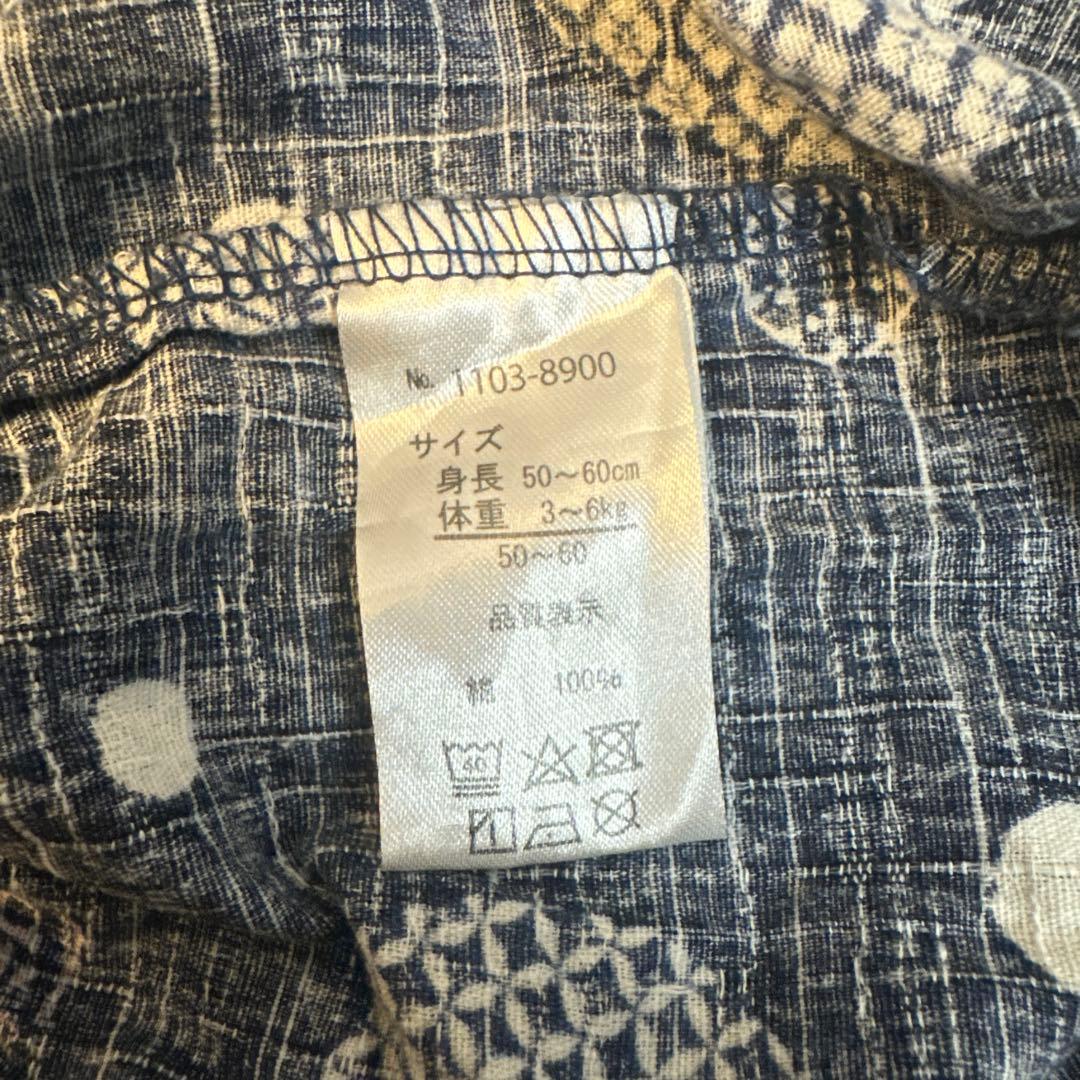 No. 1103-8900
サイズ
身長 50～60cm
体重 3～6kg
50～60
品質表示
綿 100%
40